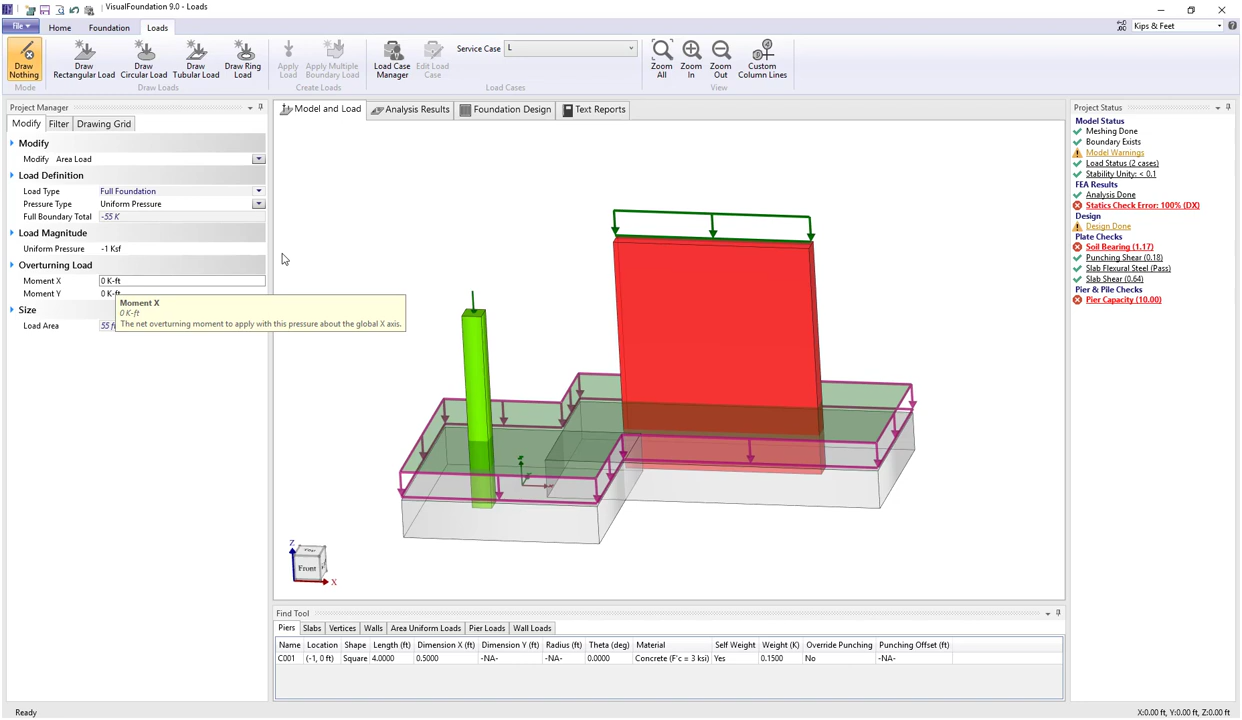 VisualFoundation 9.0 - Loads
File
Home
Foundation
Loads
Kips & Feet
Draw Nothing
Draw Rectangular Load
Draw Circular Load
Draw Tubular Load
Draw Ring Load
Apply Load
Apply Multiple Boundary Load
Load Case Manager
Edit Load Case
Service Case
L
Zoom All
Zoom In
Zoom Out
Custom Column Lines
Mode
Draw Loads
Create Loads
Load Cases
View
Project Manager
Modify
Filter
Drawing Grid
Modify
Modify Area Load
Load Definition
Load Type Full Foundation
Pressure Type Uniform Pressure
Full Boundary Total -55 K
Load Magnitude
Uniform Pressure -1 Ksf
Overturning Load
Moment X 0 K-ft
Moment Y 0 K-ft
Size
Load Area
Moment X
0 K-ft
The net overturning moment to apply with this pressure about the global X axis.
Model and Load
Analysis Results
Foundation Design
Text Reports
Z
Top
Front
X
Project Status
Model Status
Meshing Done
Boundary Exists
Model Warnings
Load Status (2 cases)
Stability Unity: < 0.1
FEA Results
Analysis Done
Statics Check Error: 100% (DX)
Design
Design Done
Plate Checks
Soil Bearing (1.17)
Punching Shear (0.18)
Slab Flexural Steel (Pass)
Slab Shear (0.64)
Pier & Pile Checks
Pier Capacity (10.00)
Find Tool
Piers Slabs Vertices Walls Area Uniform Loads Pier Loads Wall Loads
Name Location Shape Length (ft) Dimension X (ft) Dimension Y (ft) Radius (ft) Theta (deg) Material Self Weight Weight (K) Override Punching Punching Offset (ft)
C001 (-1, 0 ft) Square 4.0000 0.5000 -NA- -NA- 0.0000 Concrete (F'c = 3 ksi) Yes 0.1500 No -NA-
Ready
X:0.00 ft, Y:0.00 ft, Z:0.00 ft